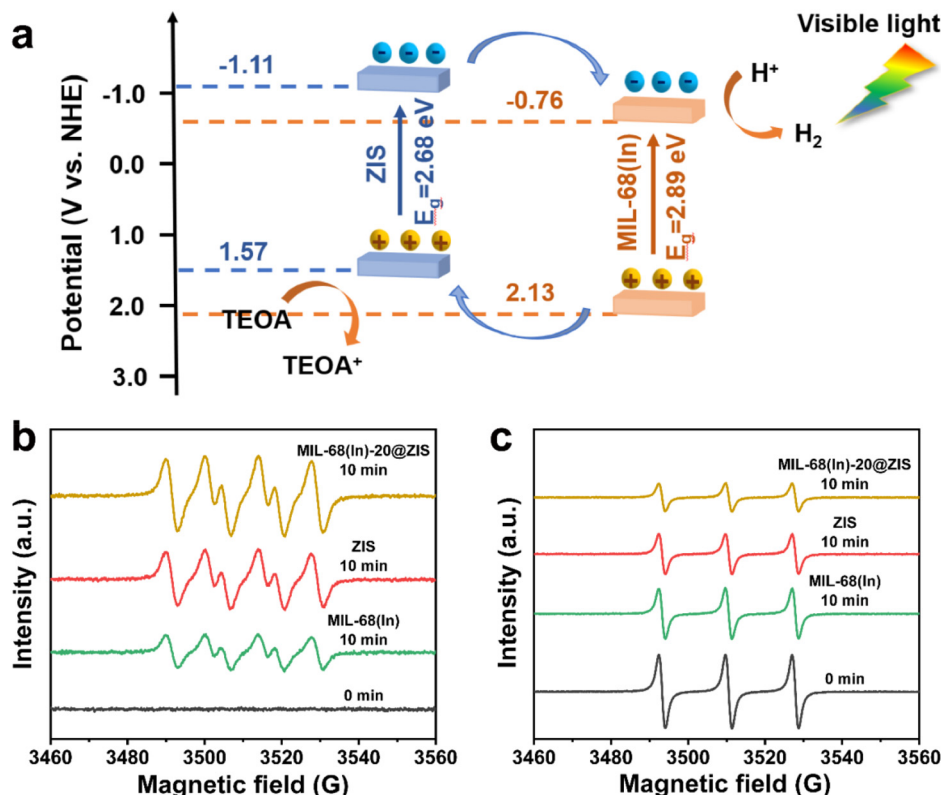 a
Visible light
Potential (V vs. NHE)
-1.0
0.0
1.0
2.0
3.0
-1.11
-0.76
1.57
2.13
ZIS
Eg=2.68 eV
MIL-68(In)
Eg=2.89 eV
H+
H2
TEOA
TEOA+
b
Intensity (a.u.)
MIL-68(In)-20@ZIS
10 min
ZIS
10 min
MIL-68(In)
10 min
0 min
3460 3480 3500 3520 3540 3560
Magnetic field (G)
c
Intensity (a.u.)
MIL-68(In)-20@ZIS
10 min
ZIS
10 min
MIL-68(In)
10 min
0 min
3460 3480 3500 3520 3540 3560
Magnetic field (G)